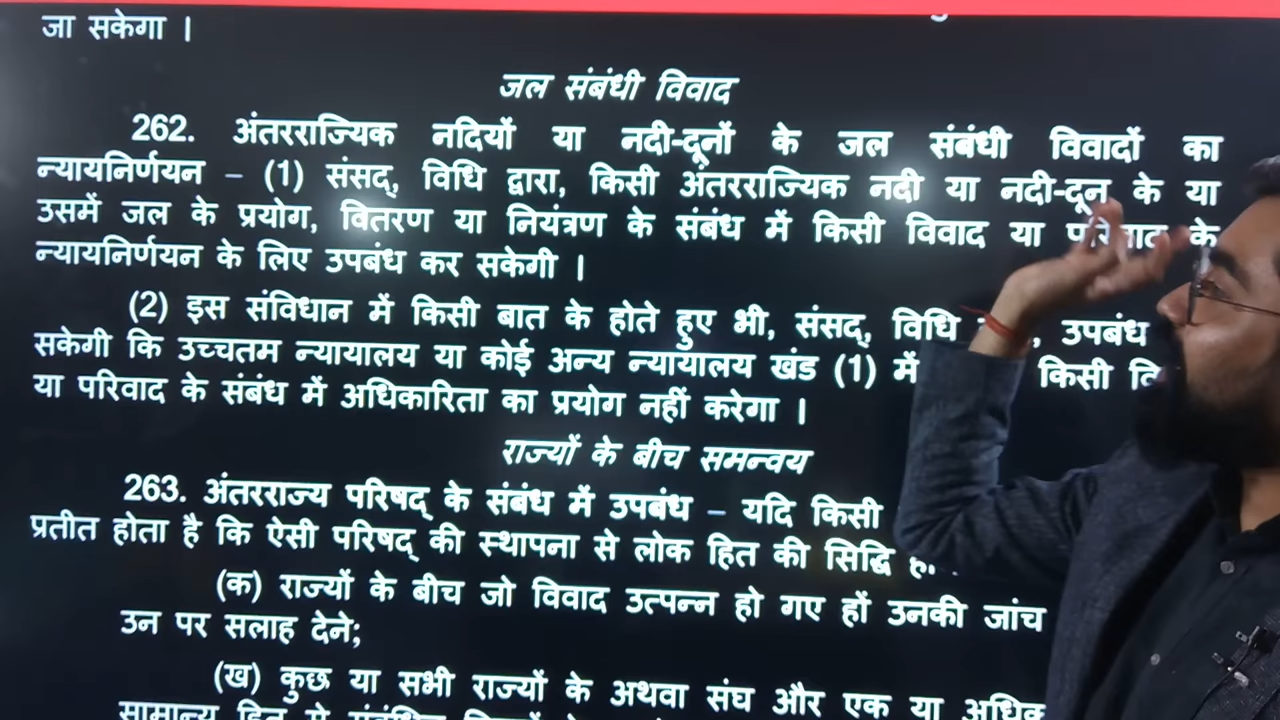 जा सकेगा ।
जल संबंधी विवाद
262. अंतरराज्यिक नदियों या नदी-दूनों के जल संबंधी विवादों का
न्यायनिर्णयन – (1) संसद्, विधि द्वारा, किसी अंतरराज्यिक नदी या नदी-दून के या
उसमें जल के प्रयोग, वितरण या नियंत्रण के संबंध में किसी विवाद या के
न्यायनिर्णयन के लिए उपबंध कर सकेगी ।
(2) इस संविधान में किसी बात के होते हुए भी, संसद्, विधि , उपबंध
सकेगी कि उच्चतम न्यायालय या कोई अन्य न्यायालय खंड (1) में किसी
या परिवाद के संबंध में अधिकारिता का प्रयोग नहीं करेगा ।
राज्यों के बीच समन्वय
263. अंतरराज्य परिषद् के संबंध में उपबंध – यदि किसी
प्रतीत होता है कि ऐसी परिषद् की स्थापना से लोक हित की सिद्धि
(क) राज्यों के बीच जो विवाद उत्पन्न हो गए हों उनकी जांच
उन पर सलाह देने;
(ख) कुछ या सभी राज्यों के अथवा संघ और एक या अधिक
सामान्य हित से संबंधित